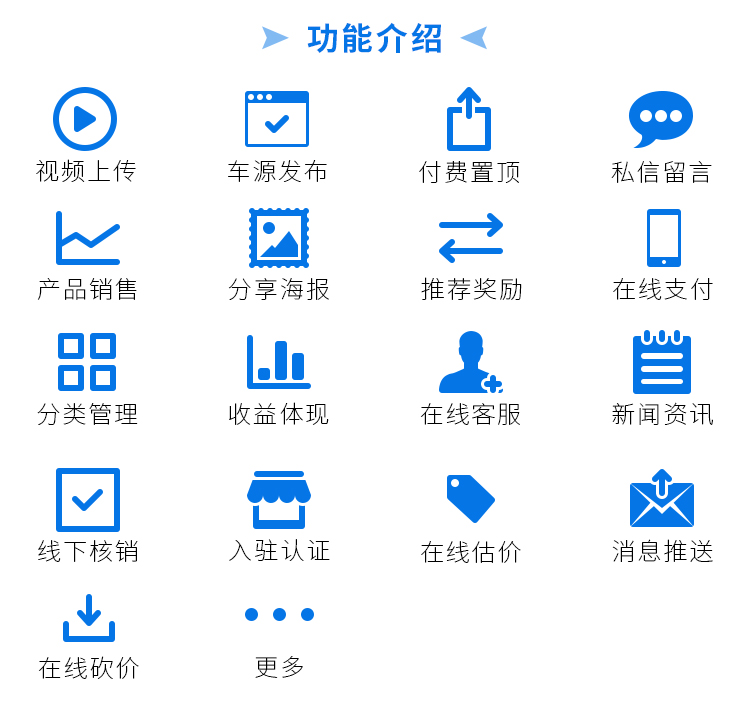 功能介绍
视频上传
车源发布
付费置顶
私信留言
产品销售
分享海报
推荐奖励
在线支付
分类管理
收益体现
在线客服
新闻资讯
线下核销
入驻认证
在线估价
消息推送
在线砍价
更多